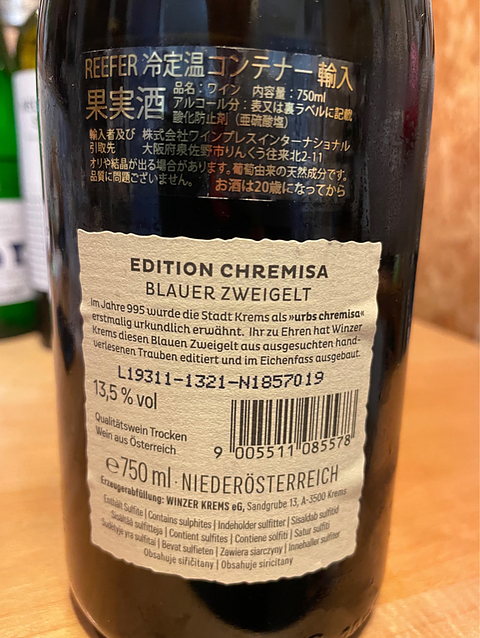 REEFER 冷定温コンテナー輸入
果実酒
品名：ワイン 内容量：750ml
アルコール分：表又は裏ラベルに記載
酸化防止剤（亜硫酸塩）
輸入者及び 株式会社ワインプレスインターナショナル
引取先 大阪府泉佐野市りんくう往来北2-11
オリや結晶が出る場合があります。葡萄由来の天然成分です。
品質に問題ございません。 お酒は20歳になってから
EDITION CHREMISA
BLAUER ZWEIGELT
Im Jahre 995 wurde die Stadt Krems als »urbs chremisa«
erstmalig urkundlich erwähnt. Ihr zu Ehren hat Winzer
Krems diesen Blauen Zweigelt aus ausgesuchten hand-
verlesenen Trauben editiert und im Eichenfass ausgebaut.
L19311-1321-N1857019
13,5 % vol
Qualitätswein Trocken
Wein aus Österreich
9 005511 085578
℮750 ml · NIEDERÖSTERREICH
Erzeugerabfüllung: WINZER KREMS eG, Sandgrube 13, A-3500 Krems
Enthält Sulfite | Contains sulphites | Indeholder sulfitter | Sisaldab sulfitid
Sisältää sulfitteja | Contient sulfites | Contiene solfiti | Satur sulfīti
Sudėtyje yra sulfitai | Bevat sulfieten | Zawiera siarczyny | Innehåller sulfiter
Obsahuje siřičitany | Obsahuje siricitany